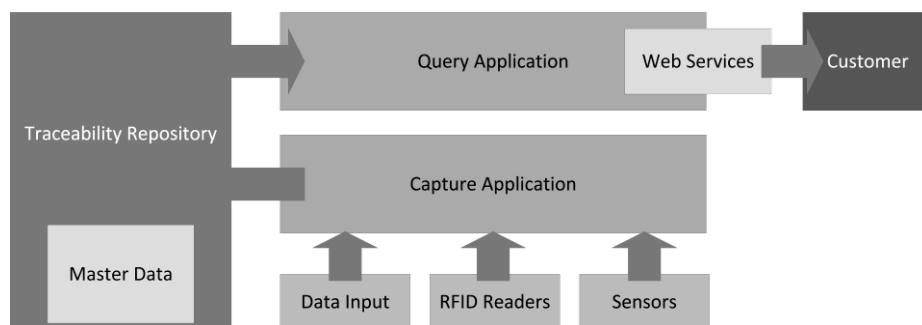 Query Application
Web Services
Customer
Traceability Repository
Capture Application
Master Data
Data Input
RFID Readers
Sensors